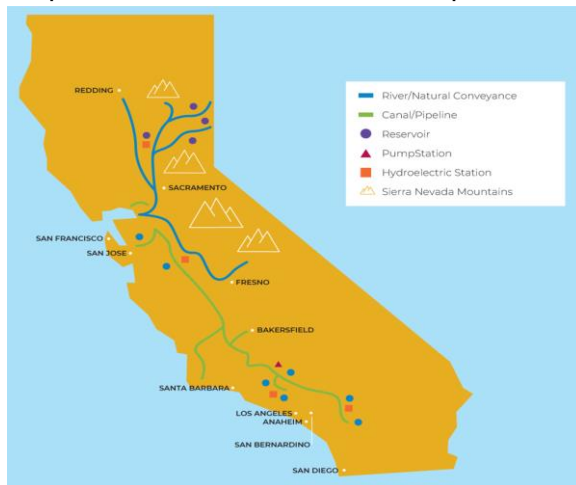 REDDING
River/Natural Conveyance
Canal/Pipeline
Reservoir
PumpStation
Hydroelectric Station
Sierra Nevada Mountains
SACRAMENTO
SAN FRANCISCO
SAN JOSE
FRESNO
BAKERSFIELD
SANTA BARBARA
LOS ANGELES
ANAHEIM
SAN BERNARDINO
SAN DIEGO